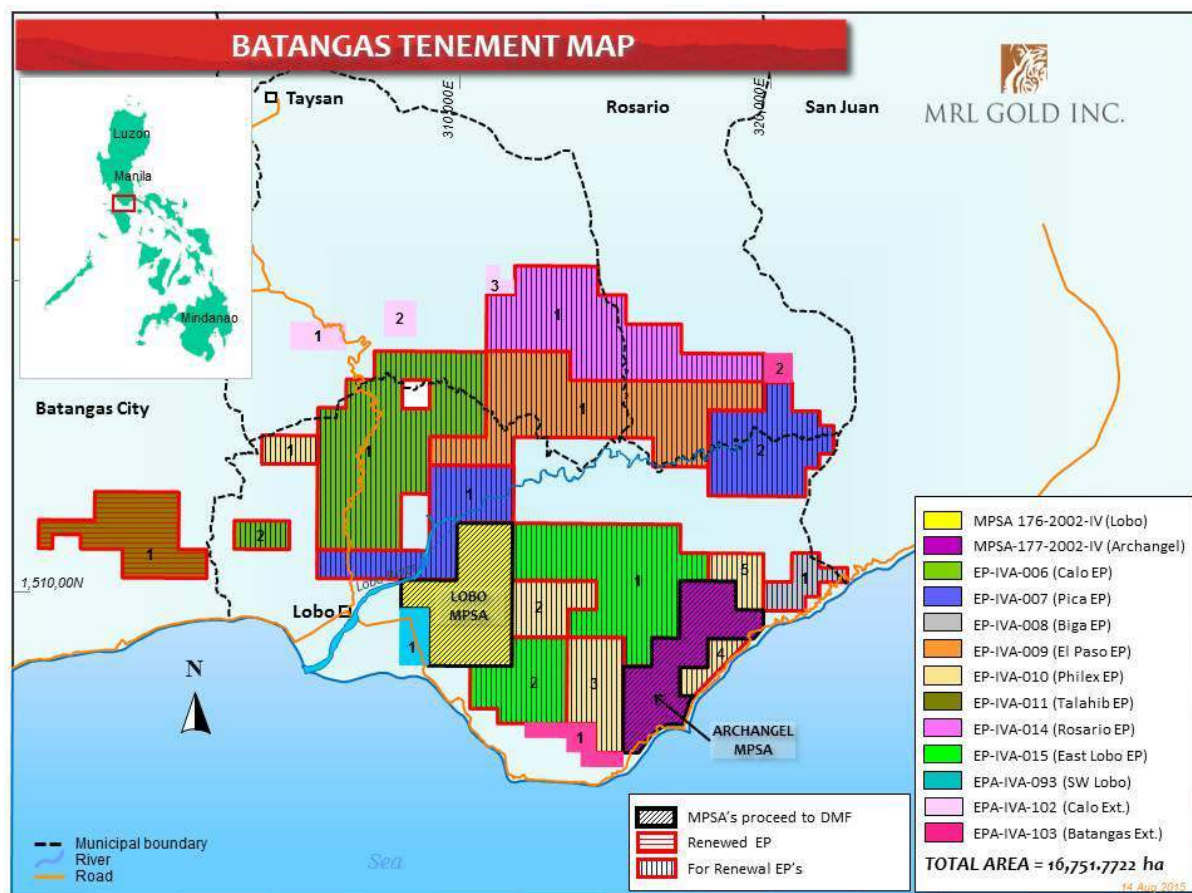 BATANGAS TENEMENT MAP
MRL GOLD INC.
Luzon
Manila
Mindanao
Taysan
310,000E
Rosario
320,000E
San Juan
3
1
2
1
2
1
Batangas City
1
1
2
1
2
1
1
1,510,00N
Lobo River
Lobo
LOBO
MPSA
1
5
1
1
2
1
4
2
3
1
N
ARCHANGEL
MPSA
MPSA 176-2002-IV (Lobo)
MPSA-177-2002-IV (Archangel)
EP-IVA-006 (Calo EP)
EP-IVA-007 (Pica EP)
EP-IVA-008 (Biga EP)
EP-IVA-009 (El Paso EP)
EP-IVA-010 (Philex EP)
EP-IVA-011 (Talahib EP)
EP-IVA-014 (Rosario EP)
EP-IVA-015 (East Lobo EP)
EPA-IVA-093 (SW Lobo)
EPA-IVA-102 (Calo Ext.)
EPA-IVA-103 (Batangas Ext.)
TOTAL AREA = 16,751.7722 ha
MPSA's proceed to DMF
Renewed EP
For Renewal EP's
Municipal boundary
River
Road
Sea
14 Aug 2015